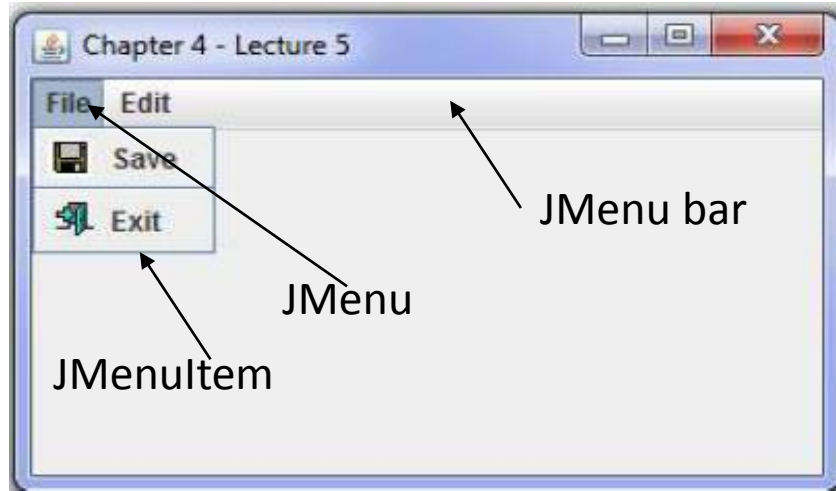 Chapter 4 - Lecture 5
File Edit
Save
JMenu bar
Exit
JMenu
JMenuItem